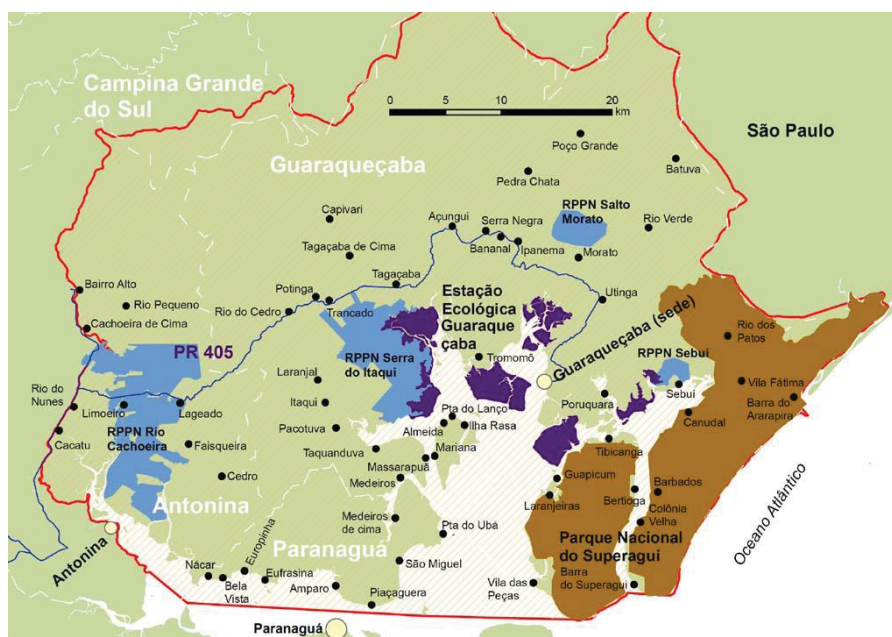 Campina Grande
do Sul
0 5 10 20
km
São Paulo
Poço Grande
Batuva
Guaraqueçaba
Pedra Chata
RPPN Salto
Morato
Capivari
Açungui
Serra Negra
Bananal
Ipanema
Rio Verde
Morato
Tagaçaba de Cima
Tagaçaba
Estação
Ecológica
Guaraque
çaba
Utinga
Bairro Alto
Rio Pequeno
Potinga
Rio do Cedro
Trancado
Cachoeira de Cima
Guaraqueçaba (sede)
Rio dos
Patos
PR 405
RPPN Serra
do Itaqui
Tromomô
RPPN Sebui
Laranjal
Rio do
Nunes
Limoeiro
Lageado
Itaqui
Pta do Lanço
Poruquara
Sebui
Vila Fátima
Barra do
Ararapira
RPPN Rio
Cachoeira
Cacatu
Faisqueira
Pacotuva
Almeida
Ilha Rasa
Canudal
Taquanduva
Mariana
Massarapuã
Tibicanga
Cedro
Medeiros
Guapicum
Laranjeiras
Bertioga
Barbados
Colônia
Velha
Antonina
Antonina
Medeiros
de cima
Pta do Ubá
Paranaguá
Parque Nacional
do Superagui
Oceano Atlântico
Nácar
Bela
Vista
Europinha
Eufrasina
Amparo
São Miguel
Piaçaguera
Vila das
Peças
Barra
do Superagui
Paranaguá